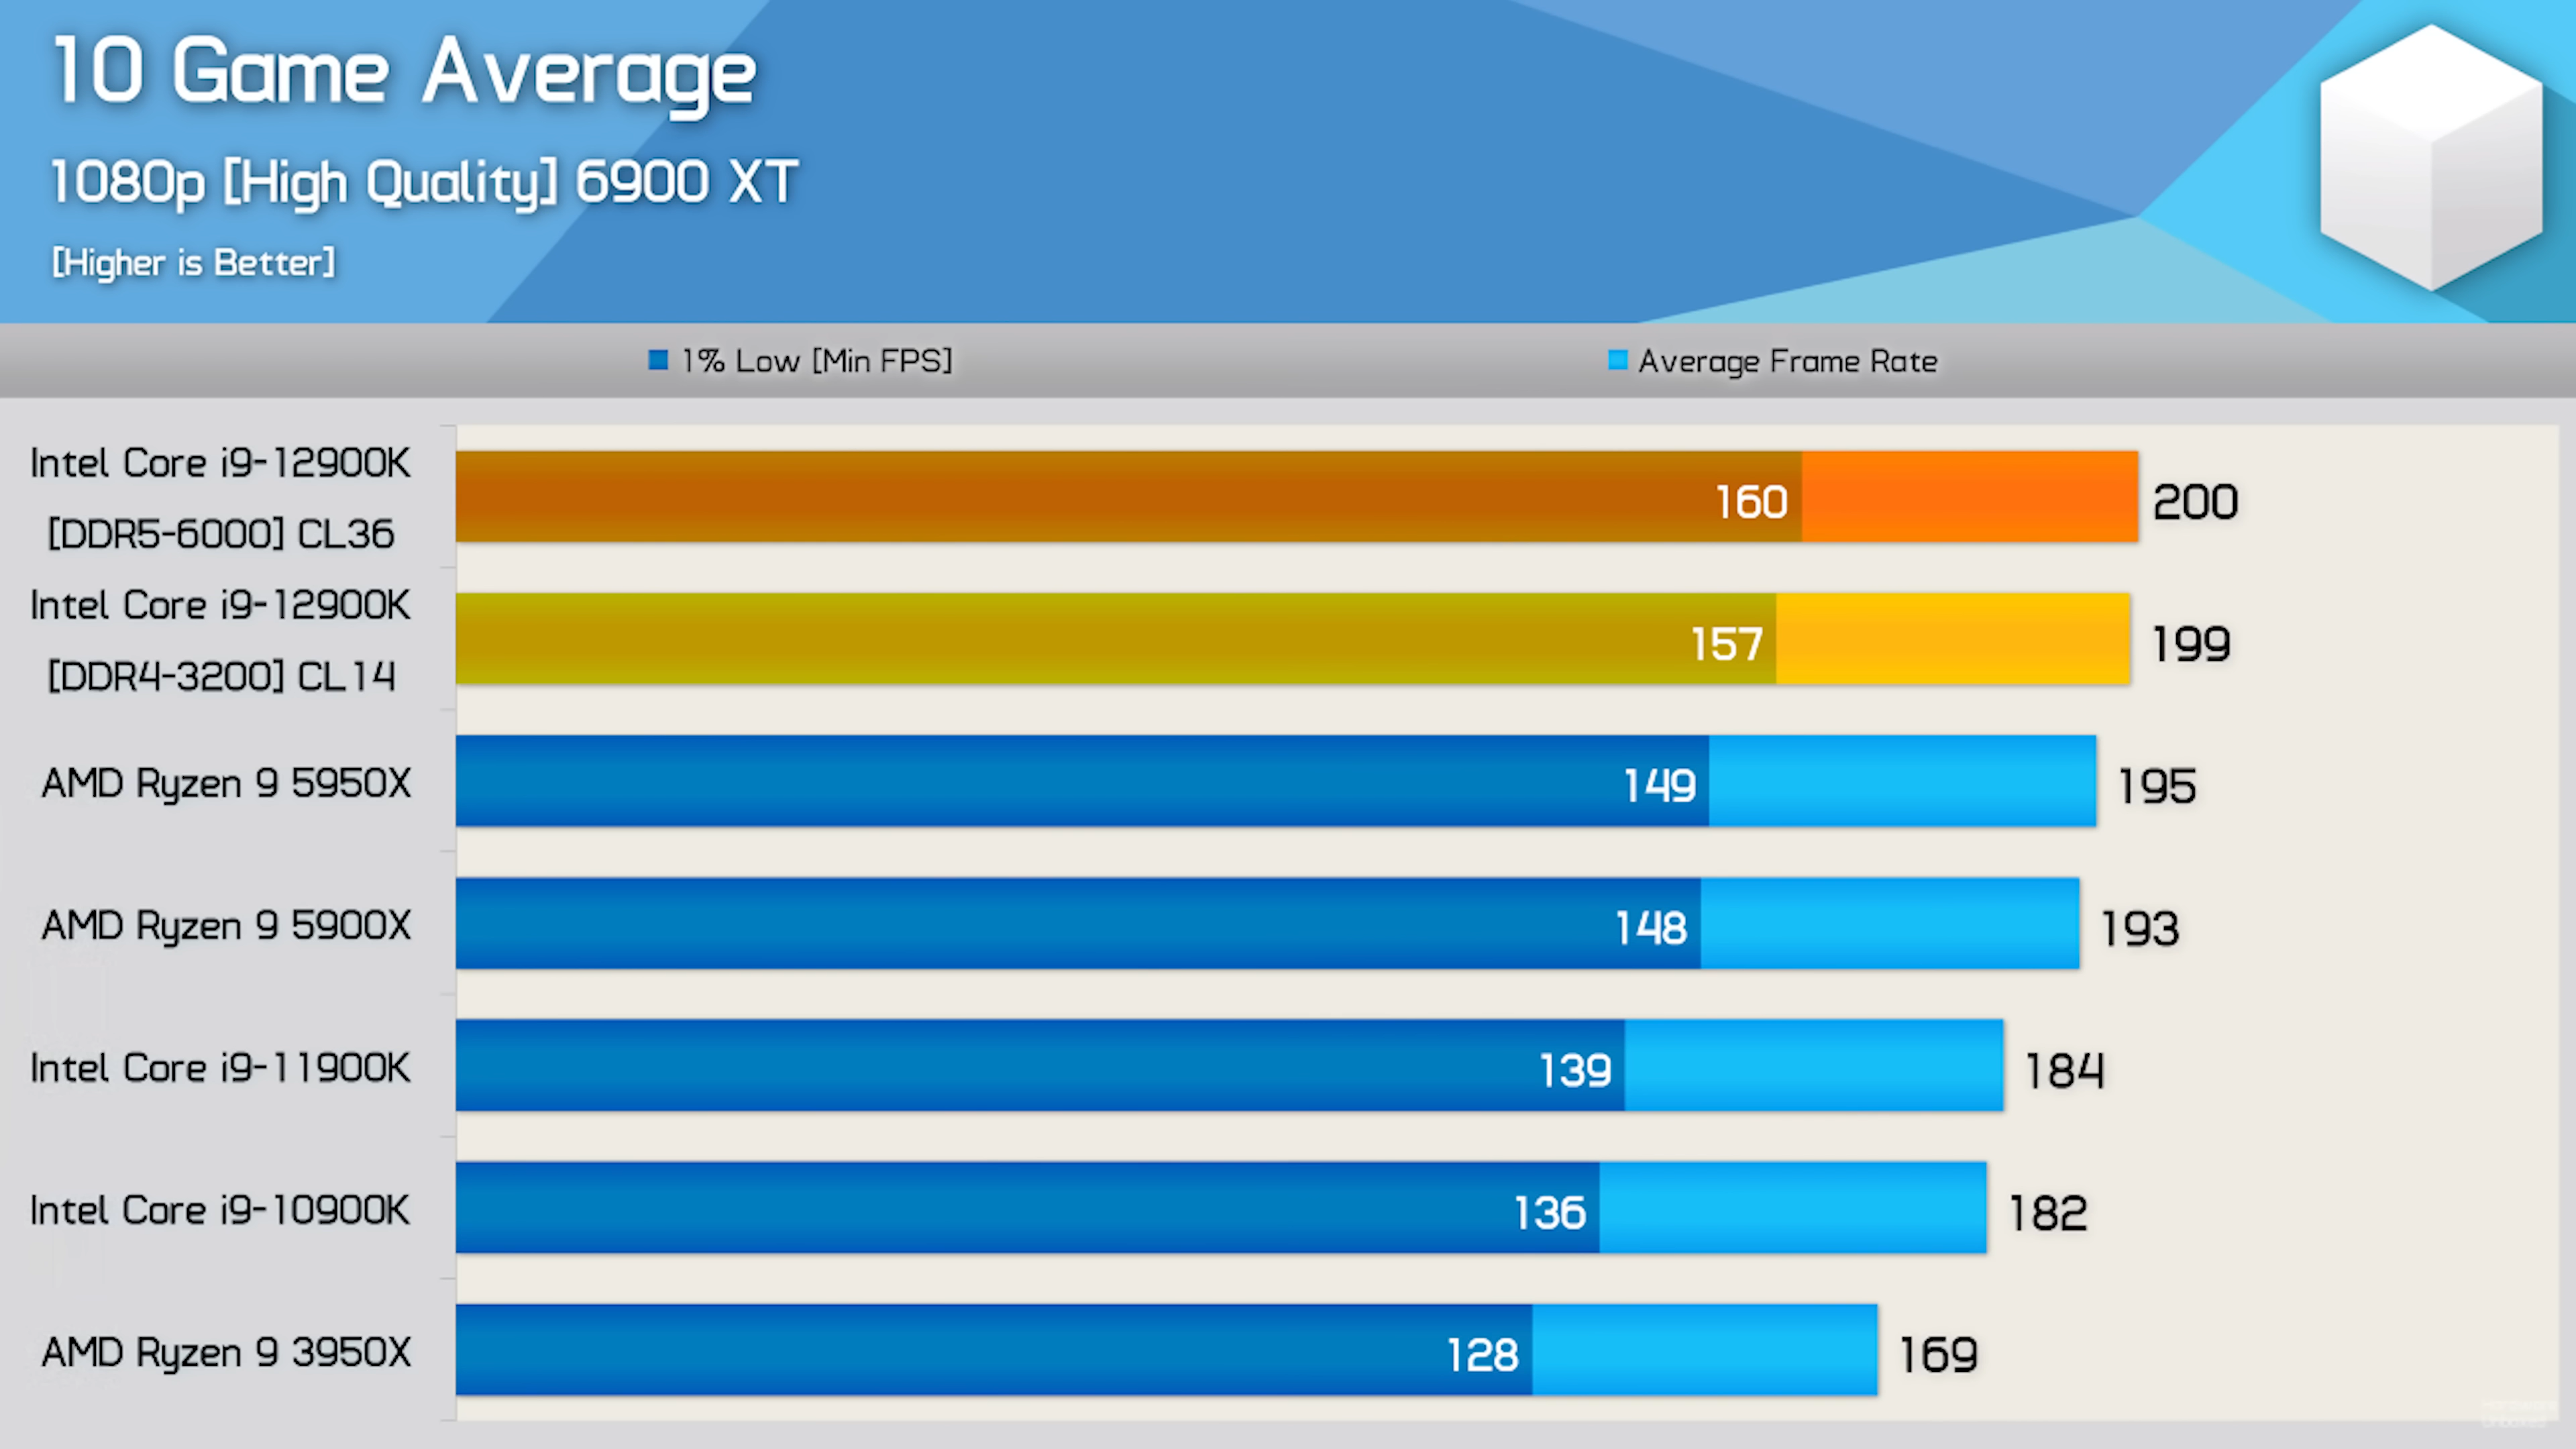 10 Game Average
1080p [High Quality] 6900 XT
[Higher is Better]
1% Low [Min FPS]
Average Frame Rate
Intel Core i9-12900K
[DDR5-6000] CL36
160
200
Intel Core i9-12900K
[DDR4-3200] CL14
157
199
AMD Ryzen 9 5950X
149
195
AMD Ryzen 9 5900X
148
193
Intel Core i9-11900K
139
184
Intel Core i9-10900K
136
182
AMD Ryzen 9 3950X
128
169